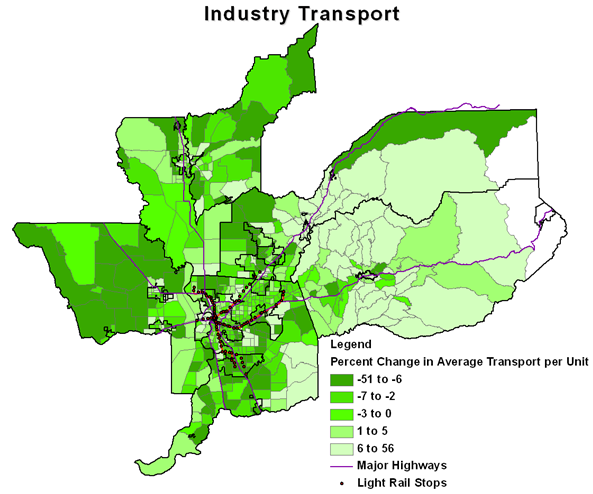 Industry Transport
Legend
Percent Change in Average Transport per Unit
-51 to -6
-7 to -2
-3 to 0
1 to 5
6 to 56
Major Highways
Light Rail Stops